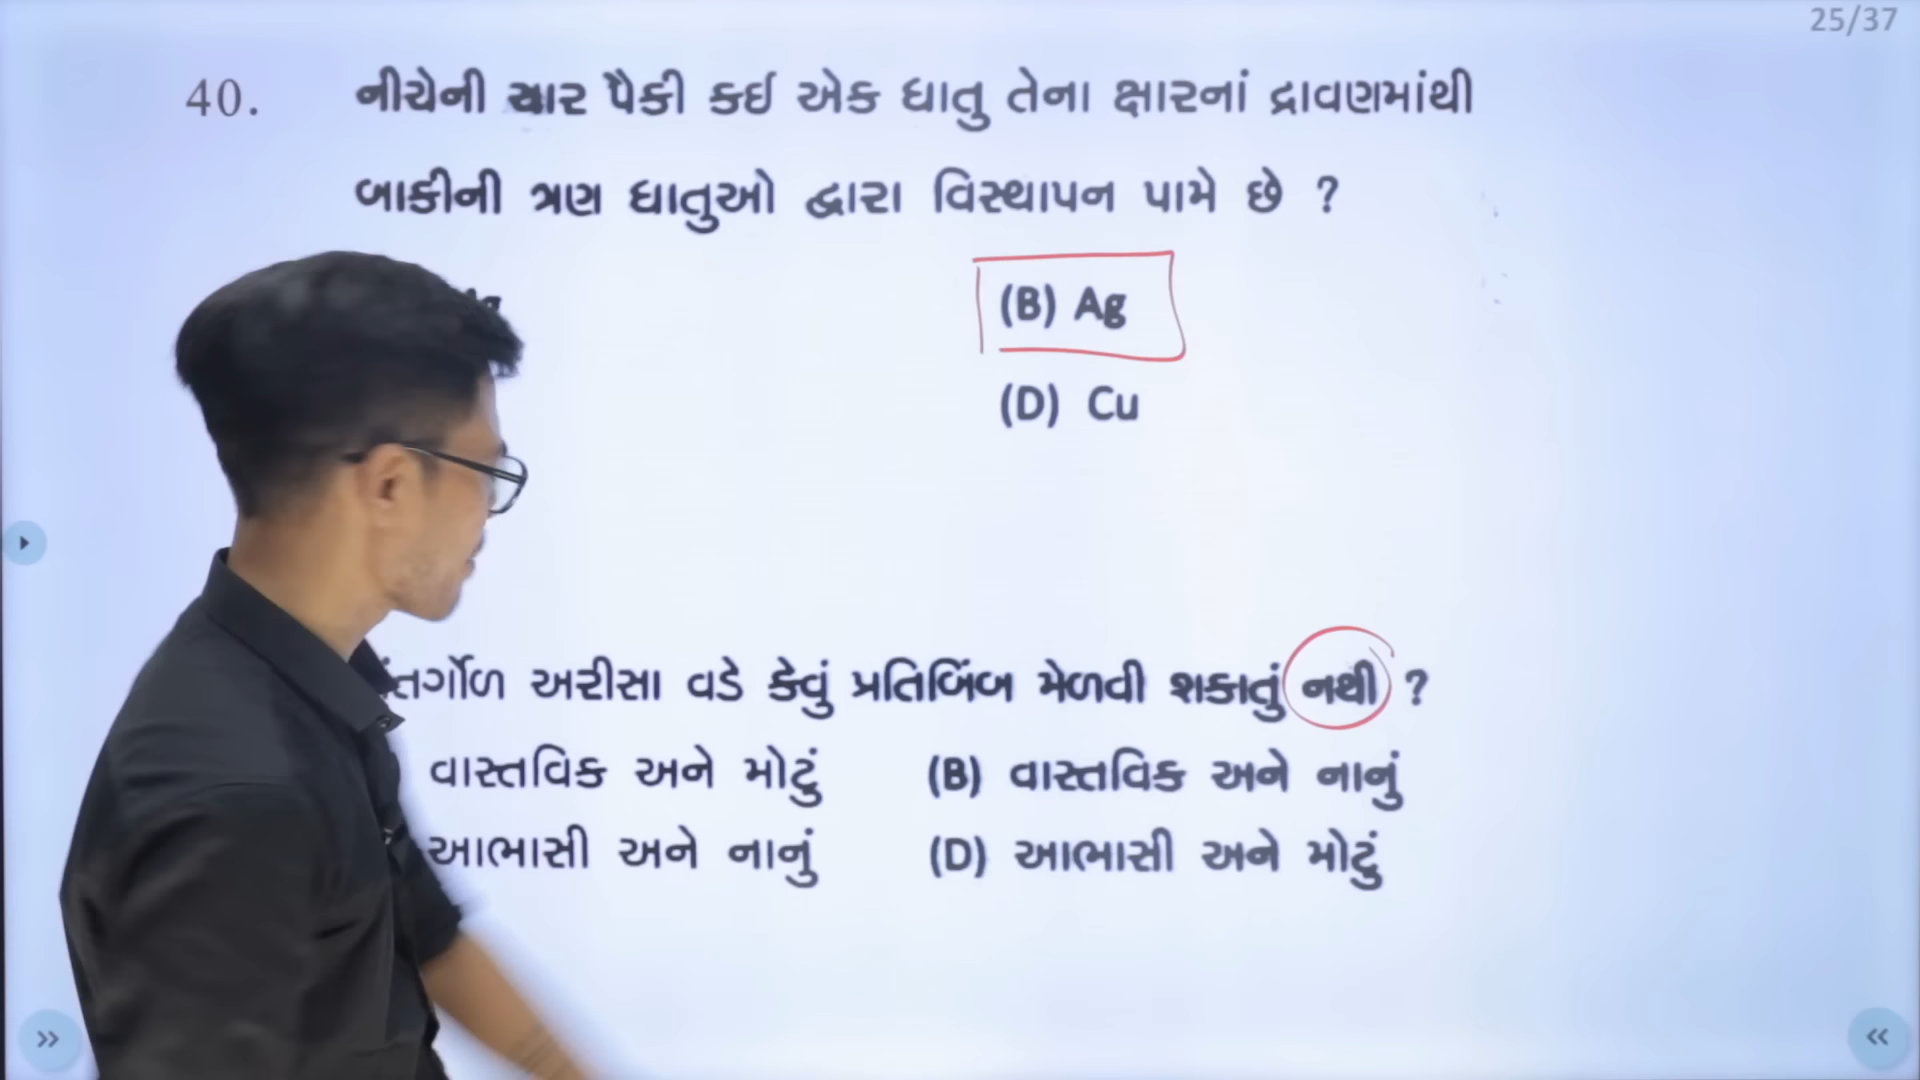 25/37
40. નીચેની ચાર પૈકી કઈ એક ધાતુ તેના ક્ષારનાં દ્રાવણમાંથી
બાકીની ત્રણ ધાતુઓ દ્વારા વિસ્થાપન પામે છે ?
(B) Ag
(D) Cu
અરીસા વડે કેવું પ્રતિબિંબ મેળવી શકાતું નથી ?
વાસ્તવિક અને મોટું (B) વાસ્તવિક અને નાનું
આભાસી અને નાનું (D) આભાસી અને મોટું